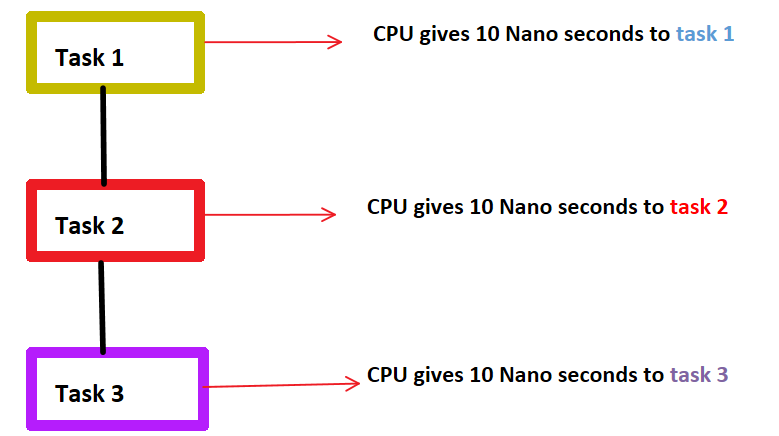 Task 1
CPU gives 10 Nano seconds to task 1
Task 2
CPU gives 10 Nano seconds to task 2
Task 3
CPU gives 10 Nano seconds to task 3